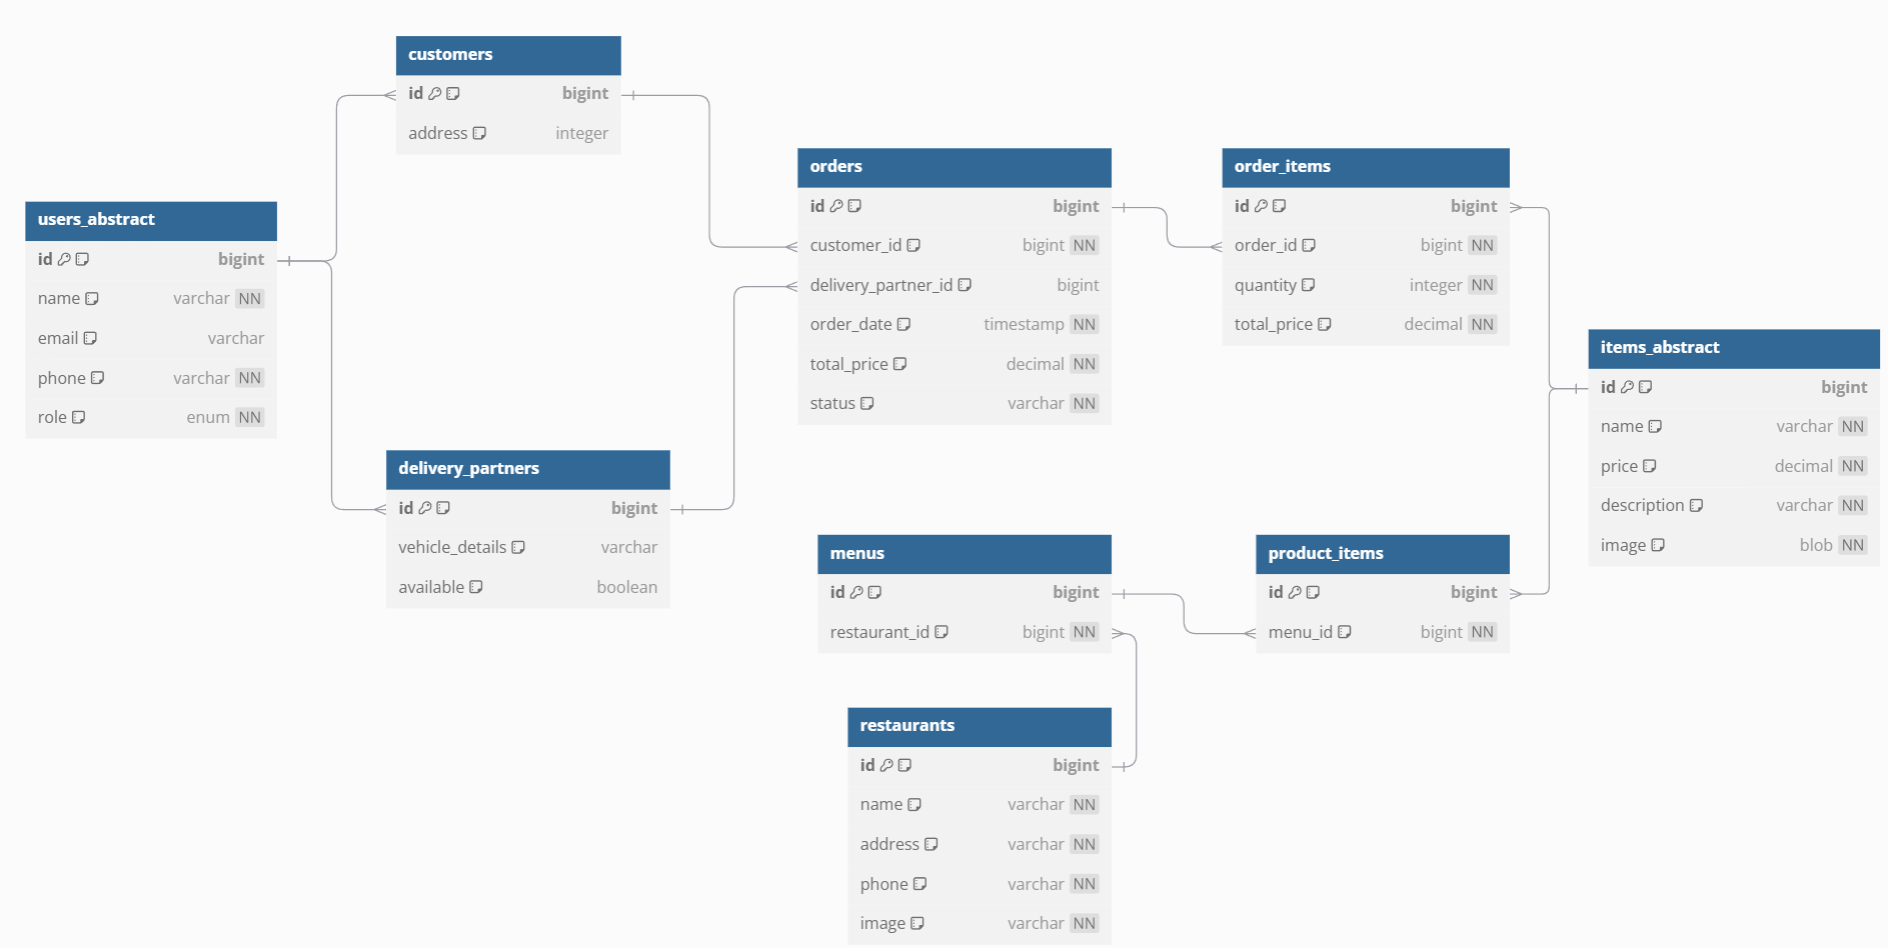 customers
id bigint
address integer
users_abstract
id bigint
name varchar NN
email varchar
phone varchar NN
role enum NN
delivery_partners
id bigint
vehicle_details varchar
available boolean
orders
id bigint
customer_id bigint NN
delivery_partner_id bigint
order_date timestamp NN
total_price decimal NN
status varchar NN
order_items
id bigint
order_id bigint NN
quantity integer NN
total_price decimal NN
items_abstract
id bigint
name varchar NN
price decimal NN
description varchar NN
image blob NN
menus
id bigint
restaurant_id bigint NN
product_items
id bigint
menu_id bigint NN
restaurants
id bigint
name varchar NN
address varchar NN
phone varchar NN
image varchar NN